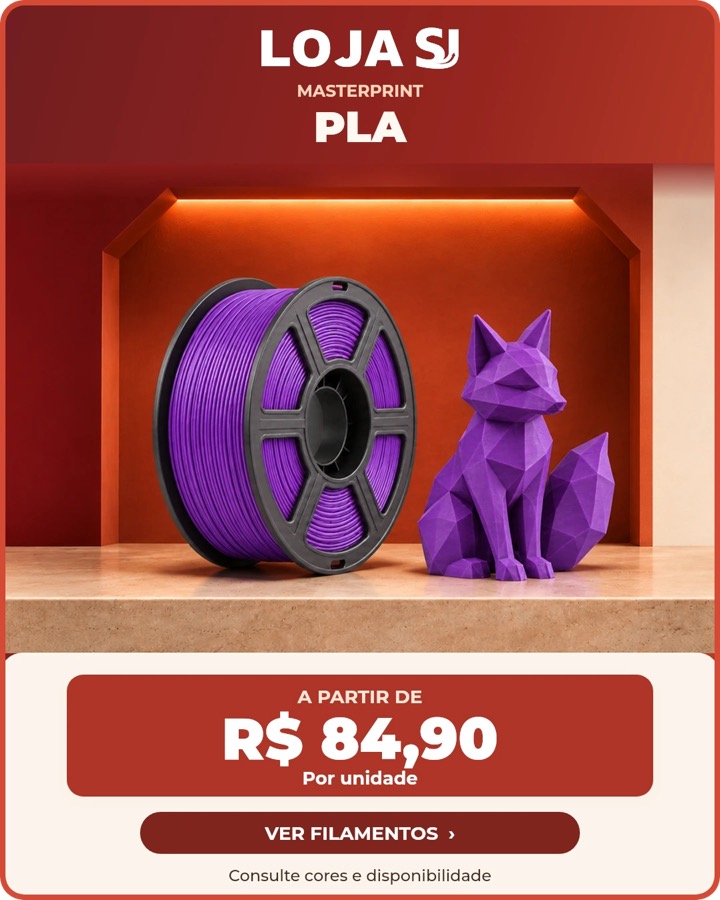 LOJA SJ
MASTERPRINT
PLA
A PARTIR DE
R$ 84,90
Por unidade
VER FILAMENTOS ›
Consulte cores e disponibilidade